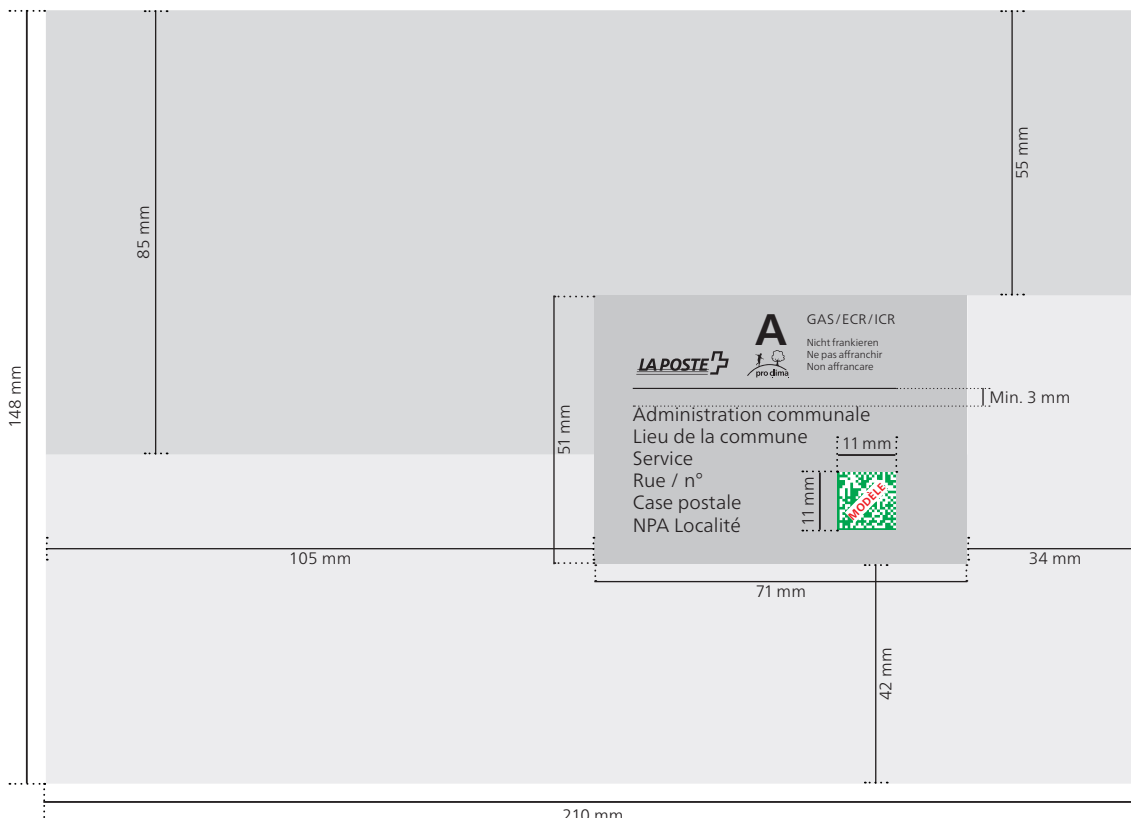 55 mm
85 mm
148 mm
A
GAS/ECR/ICR
Nicht frankieren
Ne pas affranchir
Non affrancare
LA POSTE
pro clima
Min. 3 mm
51 mm
Administration communale
Lieu de la commune
Service
Rue / n°
Case postale
NPA Localité
11 mm
11 mm
MODÈLE
105 mm
34 mm
71 mm
42 mm
210 mm